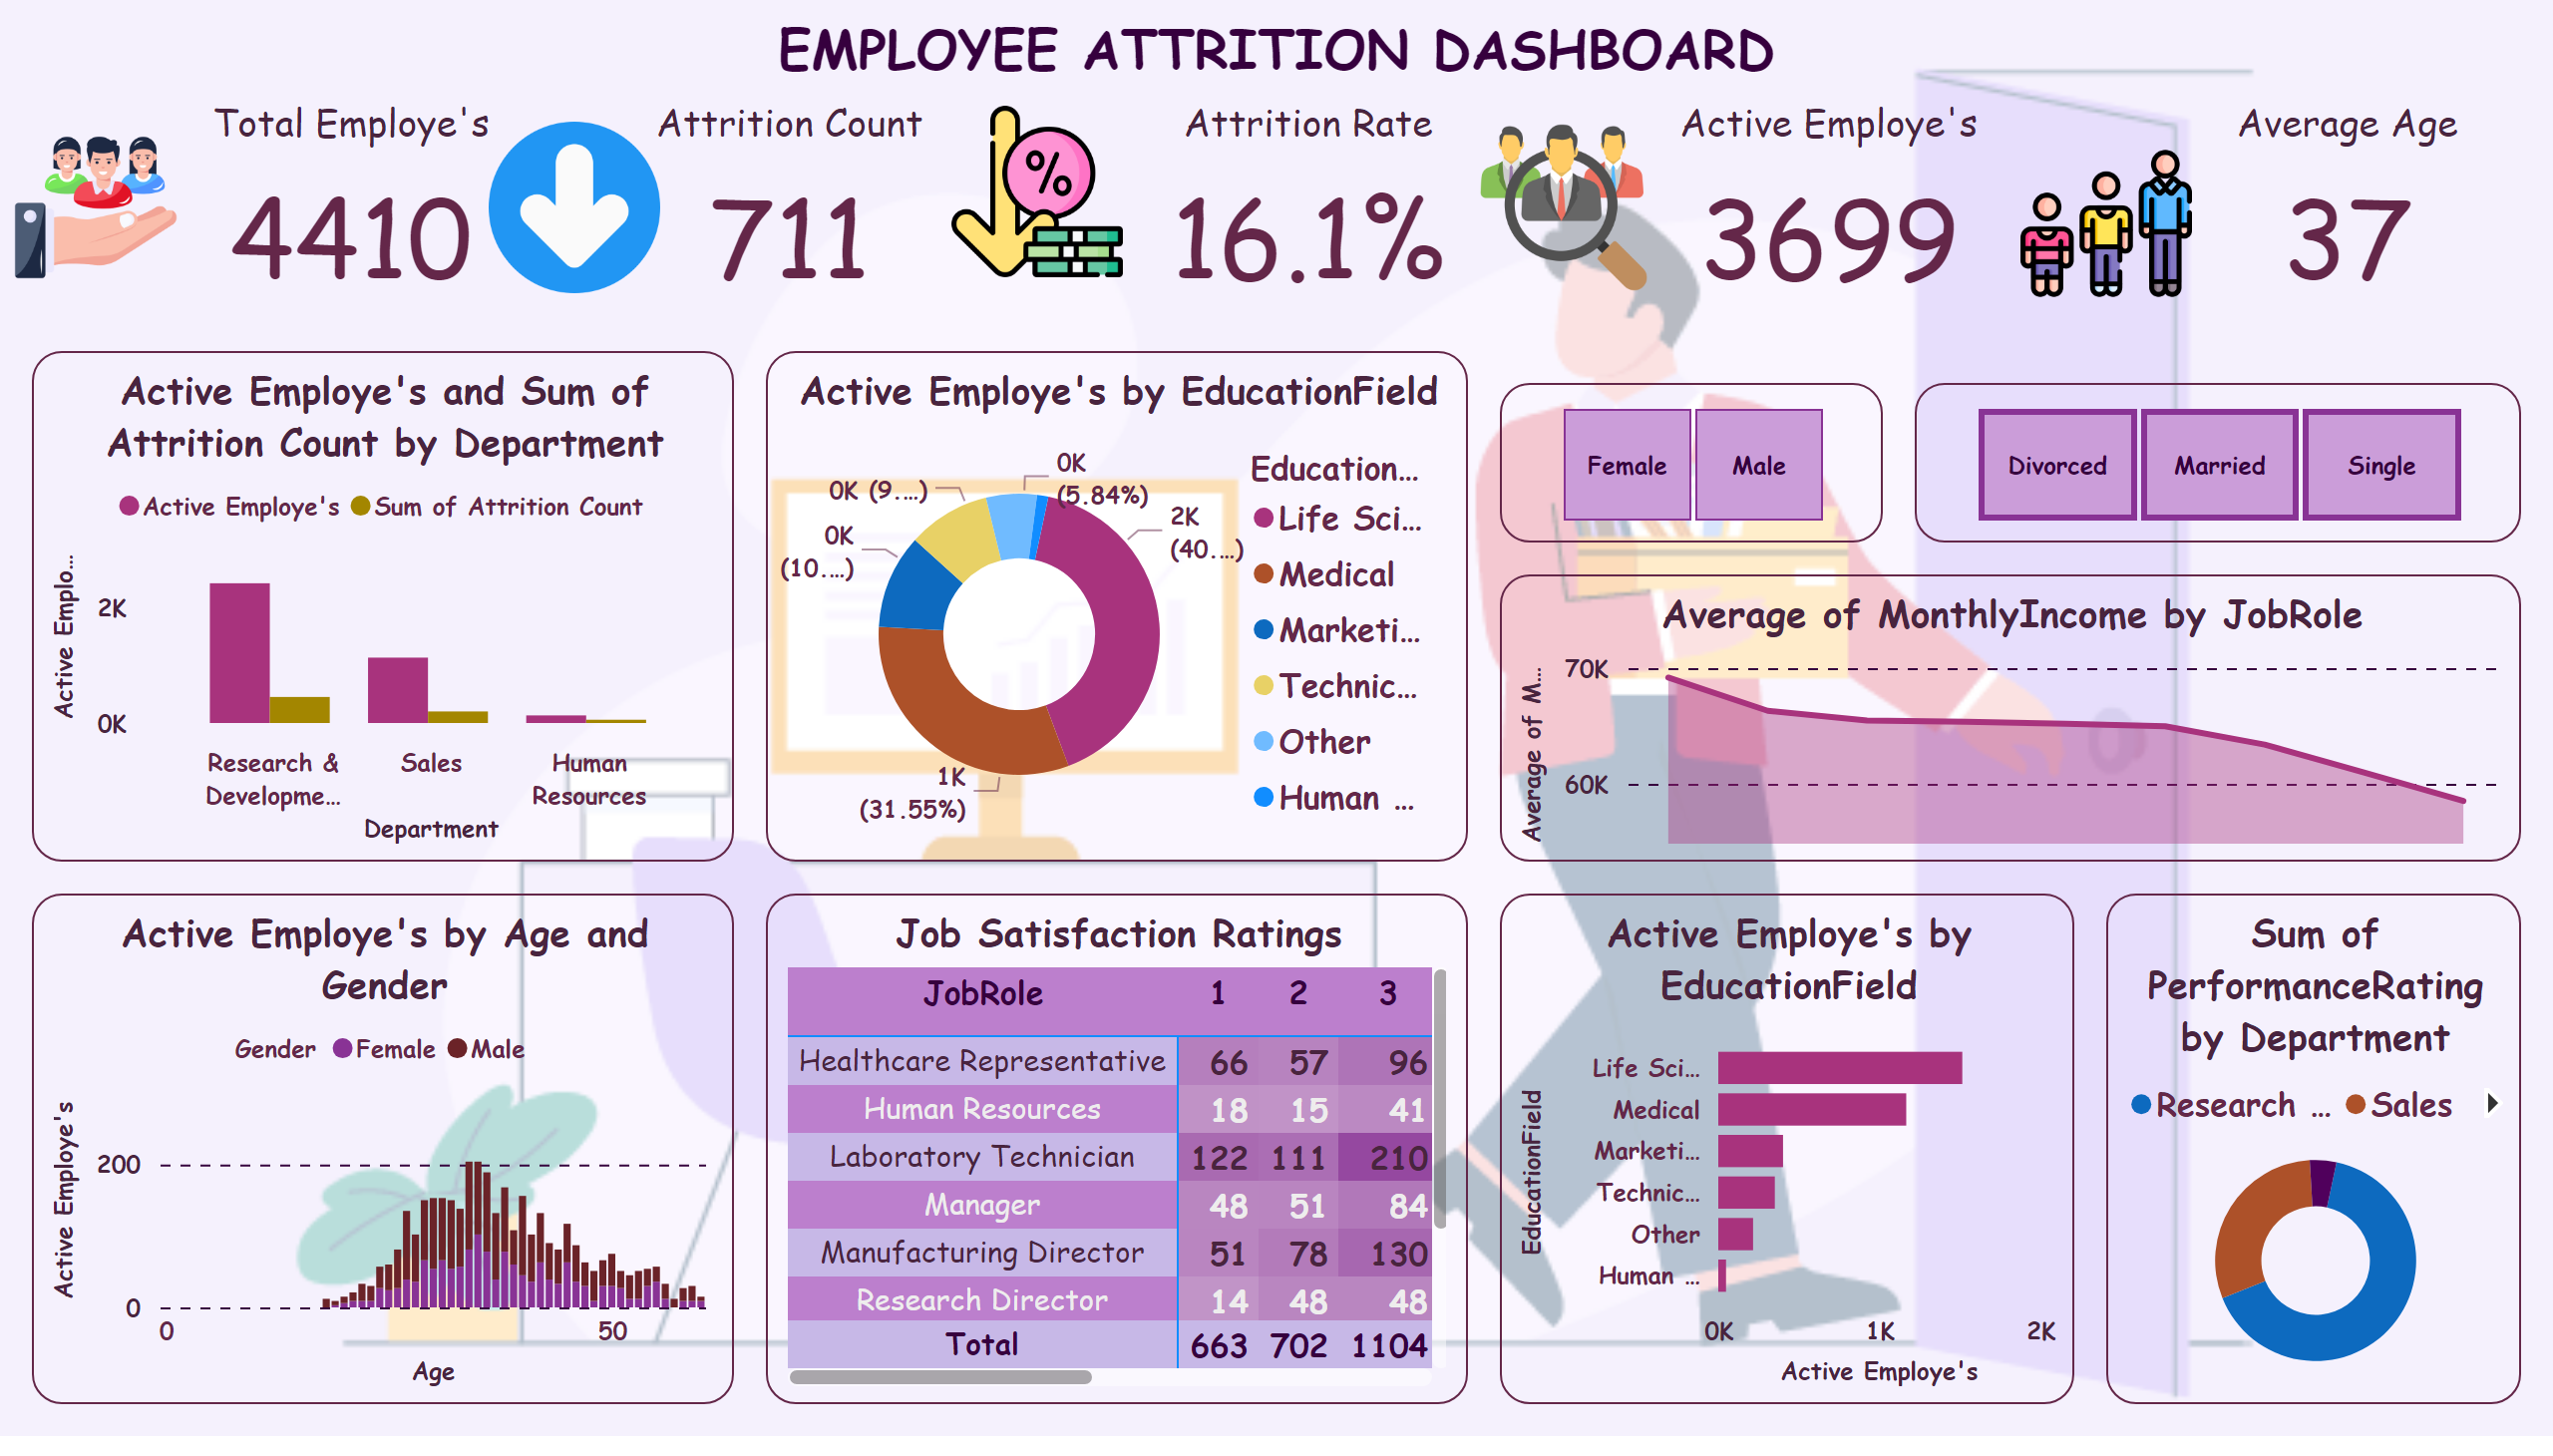 EMPLOYEE ATTRITION DASHBOARD
Total Employe's
4410
Attrition Count
711
%
Attrition Rate
16.1%
Active Employe's
3699
Average Age
37
Active Employe's and Sum of
Attrition Count by Department
Active Employe's Sum of Attrition Count
Active Emplo...
2K
0K
Research &
Developme...
Sales
Human
Resources
Department
Active Employe's by EducationField
0K (9....)
0K
(5.84%)
0K
(10....)
2K
(40....)
1K
(31.55%)
Education...
Life Sci...
Medical
Marketi...
Technic...
Other
Human ...
Female Male
Divorced Married Single
Average of MonthlyIncome by JobRole
Average of M...
70K
60K
Active Employe's by Age and
Gender
Gender Female Male
Active Employe's
200
0
0 50
Age
Job Satisfaction Ratings
JobRole 1 2 3
Healthcare Representative 66 57 96
Human Resources 18 15 41
Laboratory Technician 122 111 210
Manager 48 51 84
Manufacturing Director 51 78 130
Research Director 14 48 48
Total 663 702 1104
Active Employe's by
EducationField
EducationField
Life Sci...
Medical
Marketi...
Technic...
Other
Human ...
0K 1K 2K
Active Employe's
Sum of
PerformanceRating
by Department
Research ... Sales